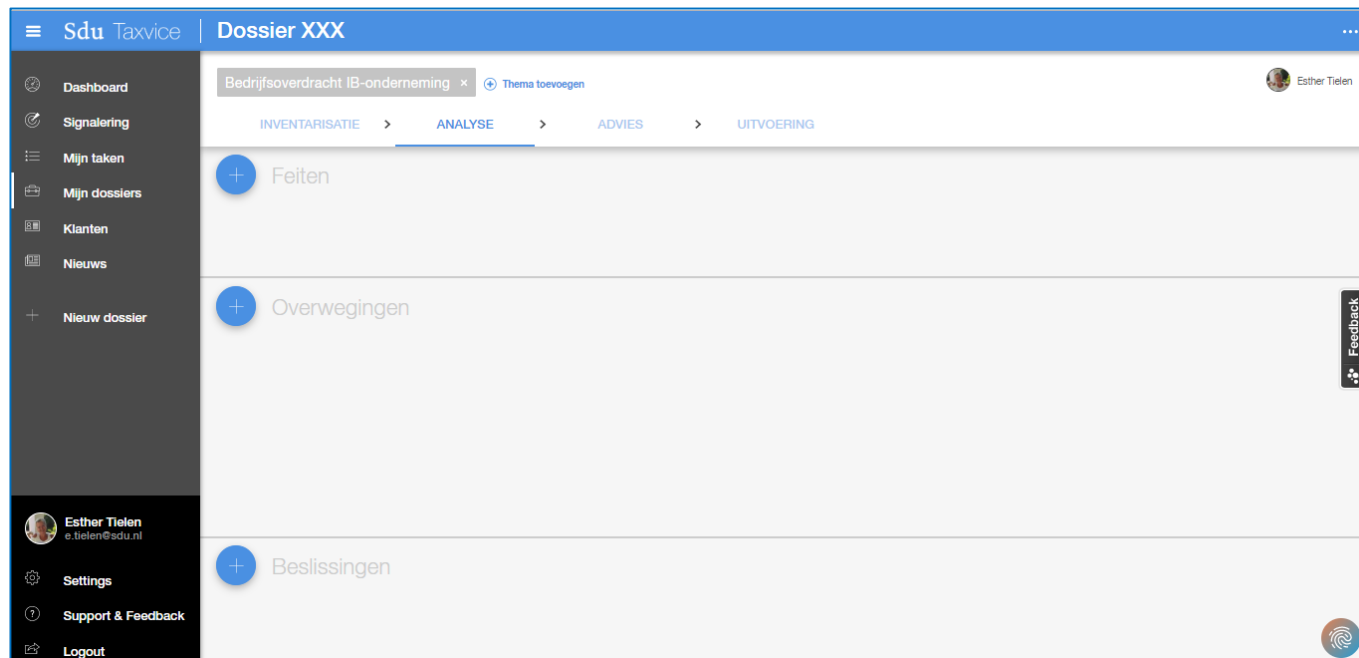 Sdu Taxvice
Dossier XXX
Dashboard
Signalering
Mijn taken
Mijn dossiers
Klanten
Nieuws
Nieuw dossier
Esther Tielen
e.tielen@sdu.nl
Settings
Support & Feedback
Logout
Bedrijfsoverdracht IB-onderneming ×
Thema toevoegen
Esther Tielen
INVENTARISATIE > ANALYSE > ADVIES > UITVOERING
Feiten
Overwegingen
Beslissingen
Feedback